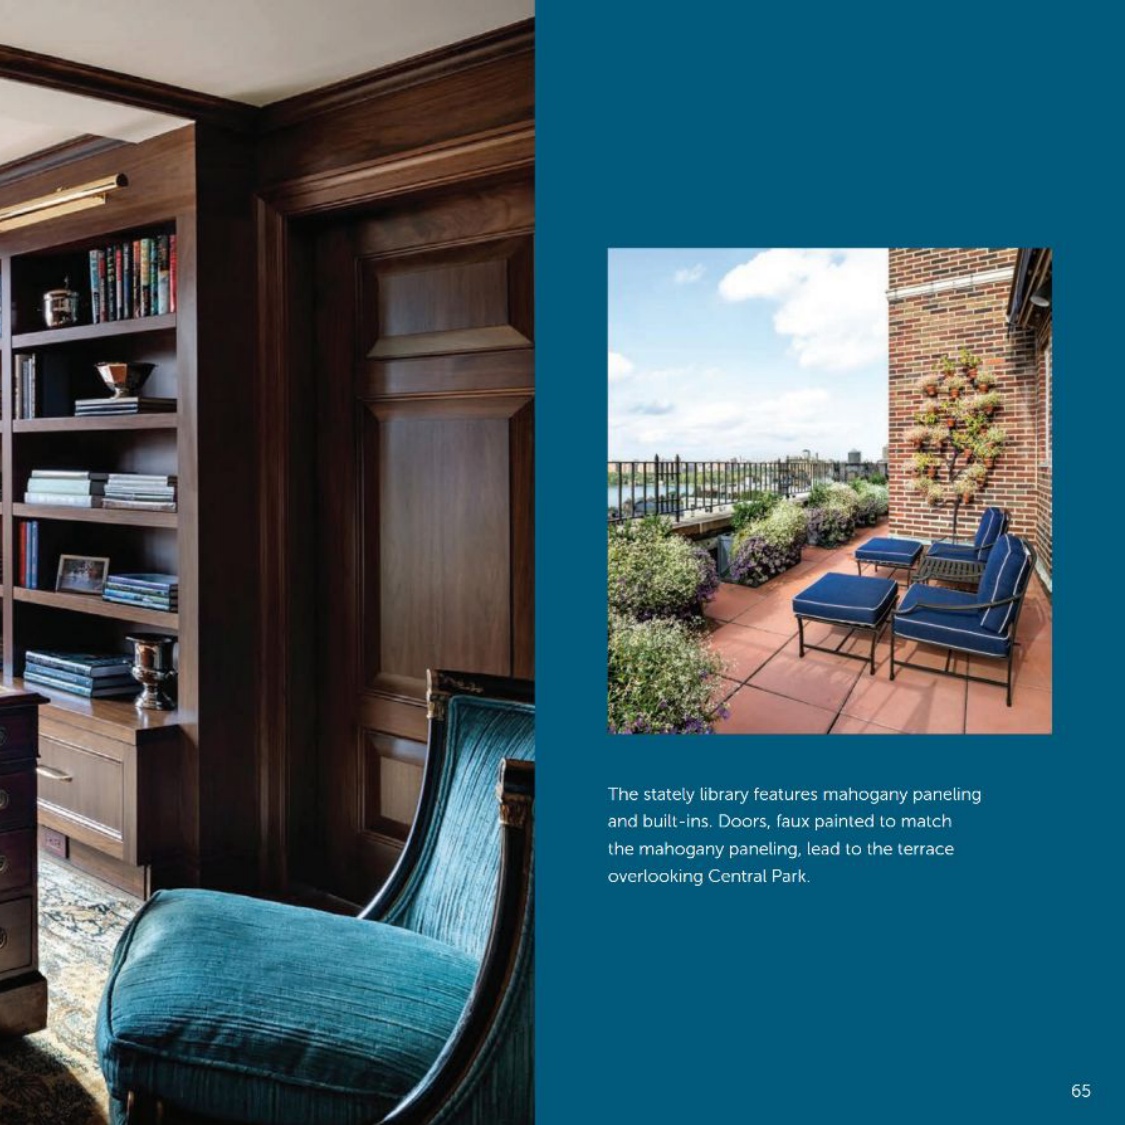 The stately library features mahogany paneling
and built-ins. Doors, faux painted to match
the mahogany paneling, lead to the terrace
overlooking Central Park.
65